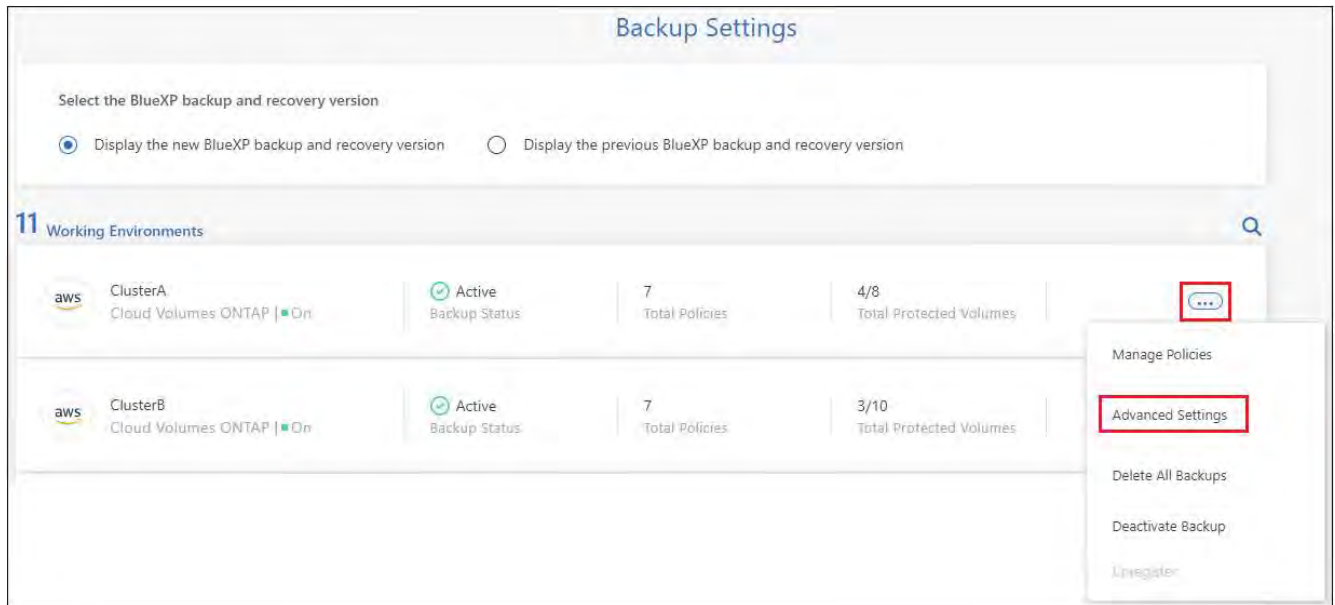 Backup Settings
Select the BlueXP backup and recovery version
Display the new BlueXP backup and recovery version
Display the previous BlueXP backup and recovery version
11 Working Environments
aws
ClusterA
Cloud Volumes ONTAP | On
Active
Backup Status
7
Total Policies
4/8
Total Protected Volumes
...
Manage Policies
Advanced Settings
Delete All Backups
Deactivate Backup
Unregister
aws
ClusterB
Cloud Volumes ONTAP | On
Active
Backup Status
7
Total Policies
3/10
Total Protected Volumes